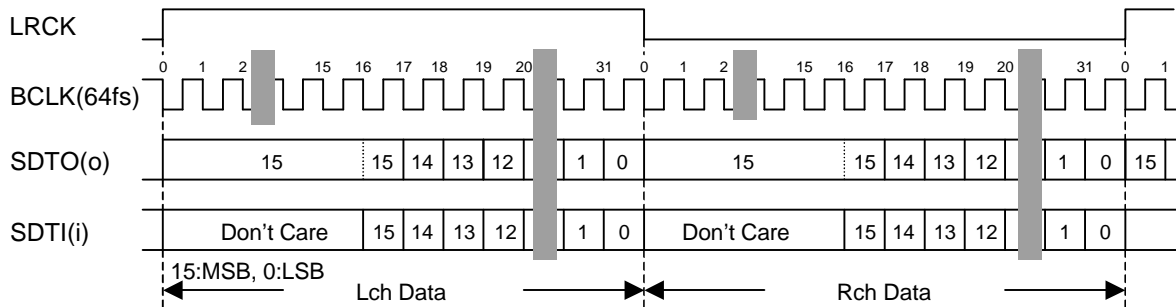 LRCK
0 1 2 15 16 17 18 19 20 31 0 1 2 15 16 17 18 19 20 31 0 1
BCLK(64fs)
SDTO(o) 15 15 14 13 12 1 0 15 15 14 13 12 1 0 15
SDTI(i) Don't Care 15 14 13 12 1 0 Don't Care 15 14 13 12 1 0
15:MSB, 0:LSB
Lch Data Rch Data